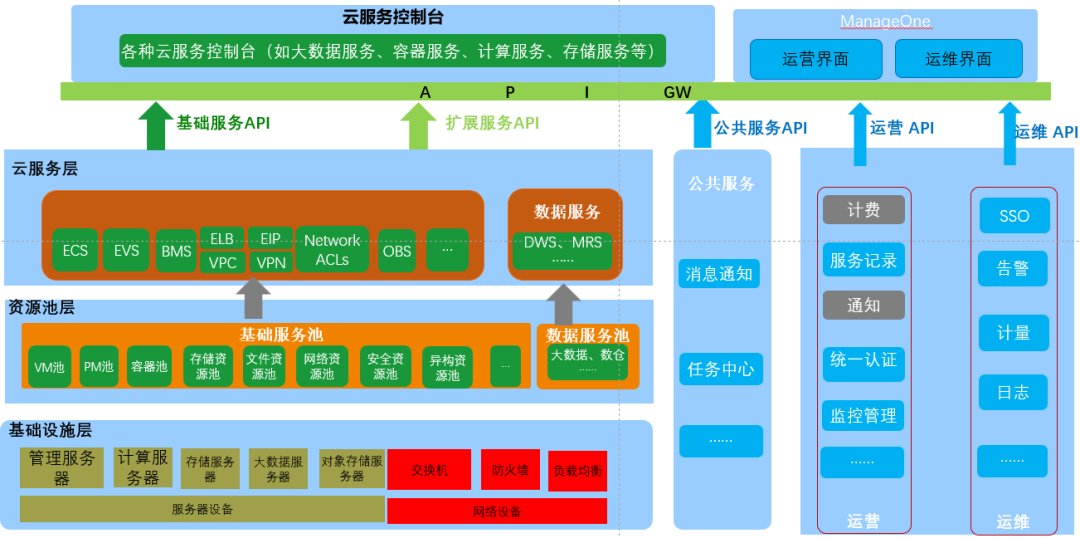 云服务控制台
各种云服务控制台（如大数据服务、容器服务、计算服务、存储服务等）
ManageOne
运营界面
运维界面
A P I GW
基础服务API
扩展服务API
公共服务API
运营 API
运维 API
云服务层
ECS
EVS
BMS
ELB
EIP
VPC
VPN
Network
ACLs
OBS
...
数据服务
DWS、MRS
……
资源池层
基础服务池
VM池
PM池
容器池
存储资
源池
文件资
源池
网络资
源池
安全资
源池
异构资
源池
...
数据服务池
大数据、数仓
……
基础设施层
管理服务
器
计算服
务器
存储服务
器
大数据服
务器
对象存储服
务器
交换机
防火墙
负载均衡
服务器设备
网络设备
公共服务
消息通知
任务中心
……
计费
服务记录
通知
统一认证
监控管理
……
运营
SSO
告警
计量
日志
……
运维